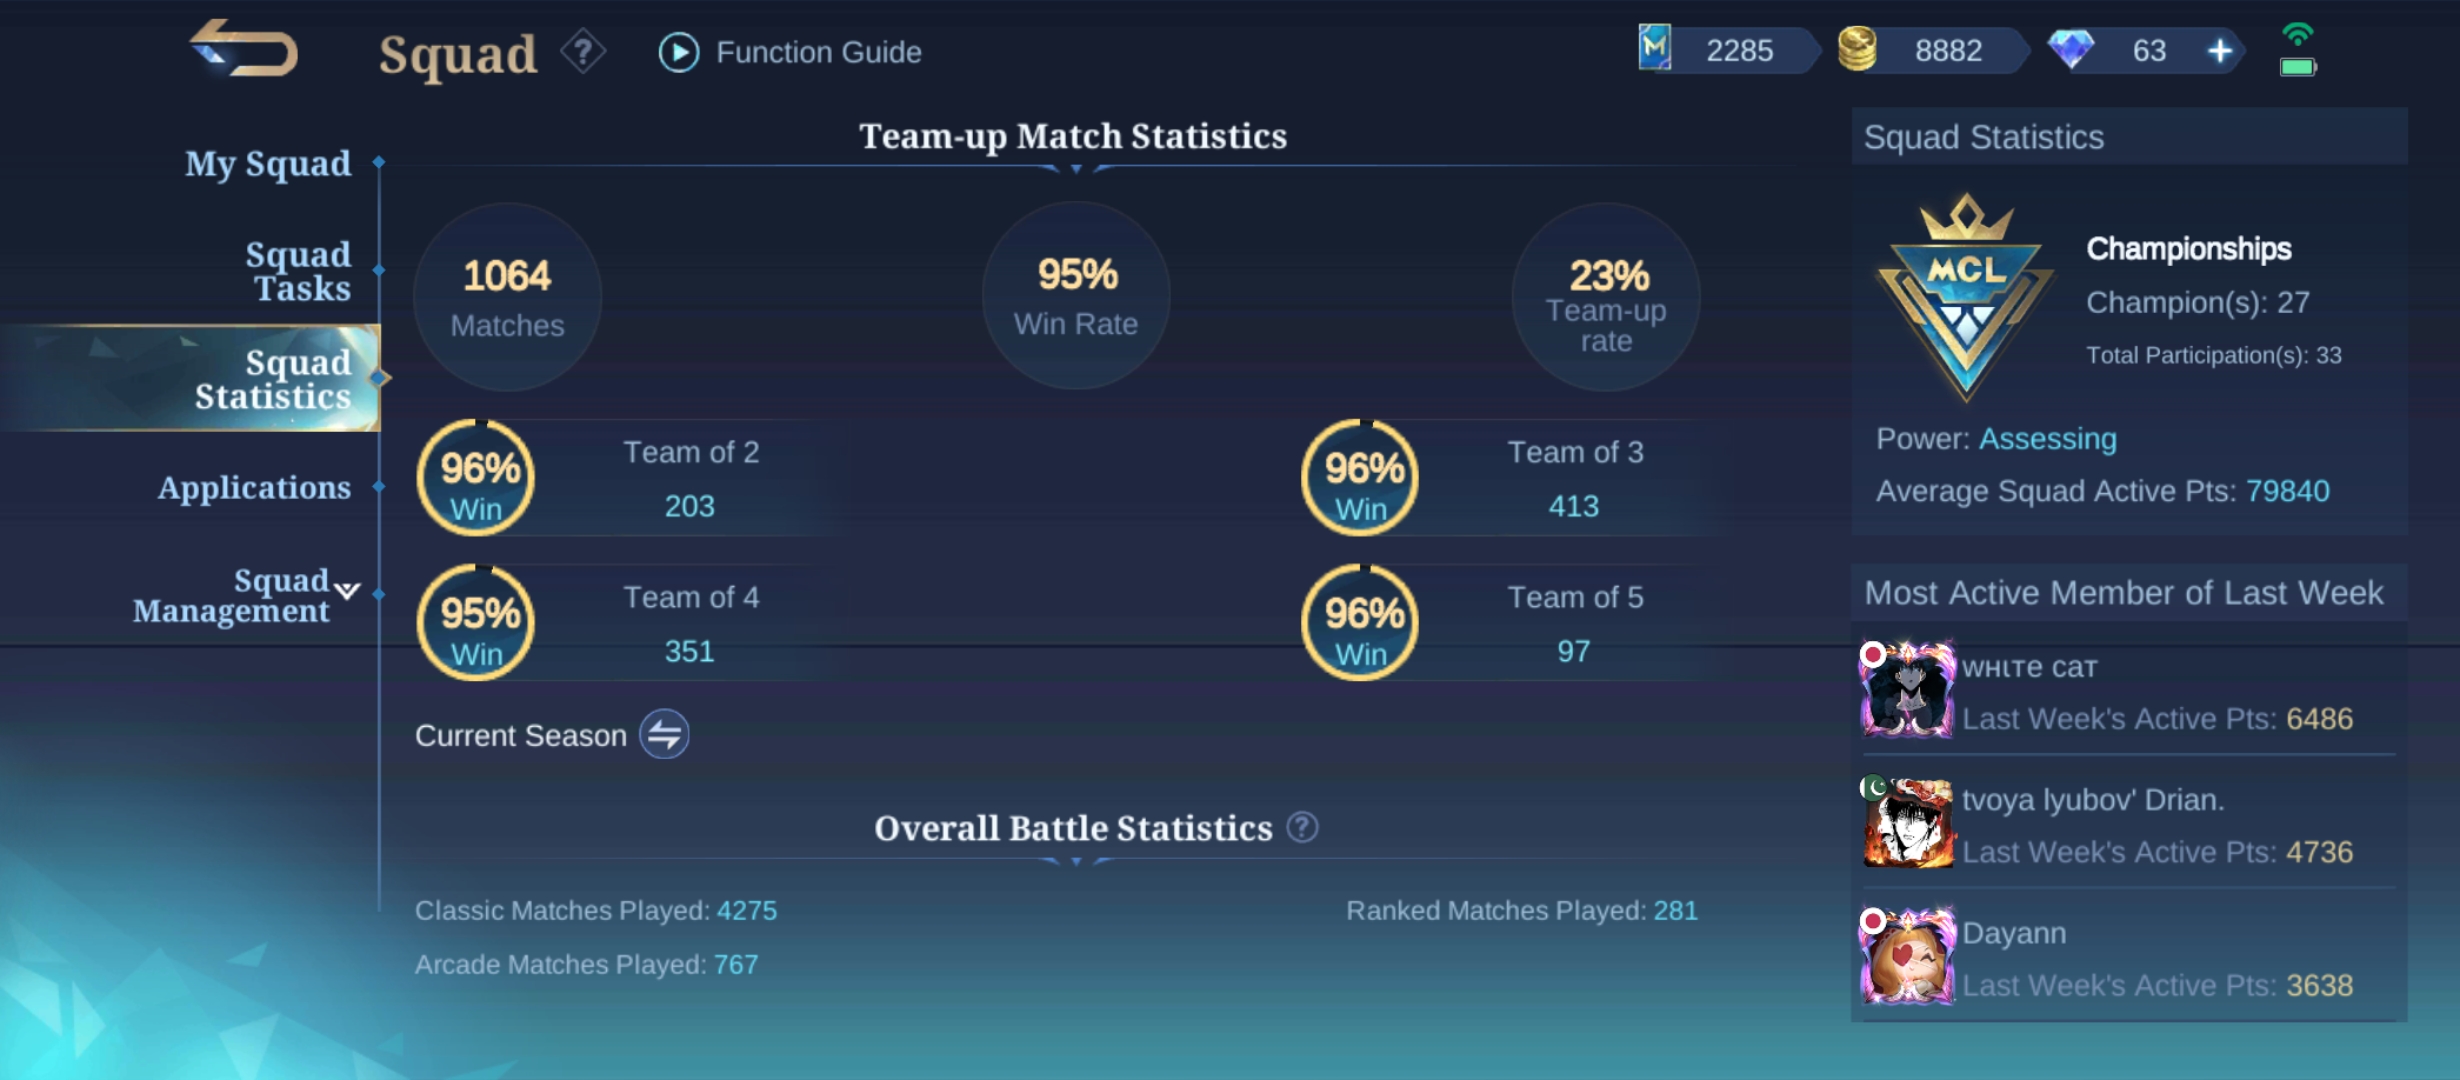 Squad
Function Guide
2285
8882
63
My Squad
Squad
Tasks
Squad
Statistics
Applications
Squad
Management
Team-up Match Statistics
1064
Matches
95%
Win Rate
23%
Team-up
rate
96%
Win
Team of 2
203
96%
Win
Team of 3
413
95%
Win
Team of 4
351
96%
Win
Team of 5
97
Current Season
Overall Battle Statistics
Classic Matches Played: 4275
Ranked Matches Played: 281
Arcade Matches Played: 767
Squad Statistics
MCL
Championships
Champion(s): 27
Total Participation(s): 33
Power: Assessing
Average Squad Active Pts: 79840
Most Active Member of Last Week
wнιтe caт
Last Week's Active Pts: 6486
tvoya lyubov' Drian.
Last Week's Active Pts: 4736
Dayann
Last Week's Active Pts: 3638